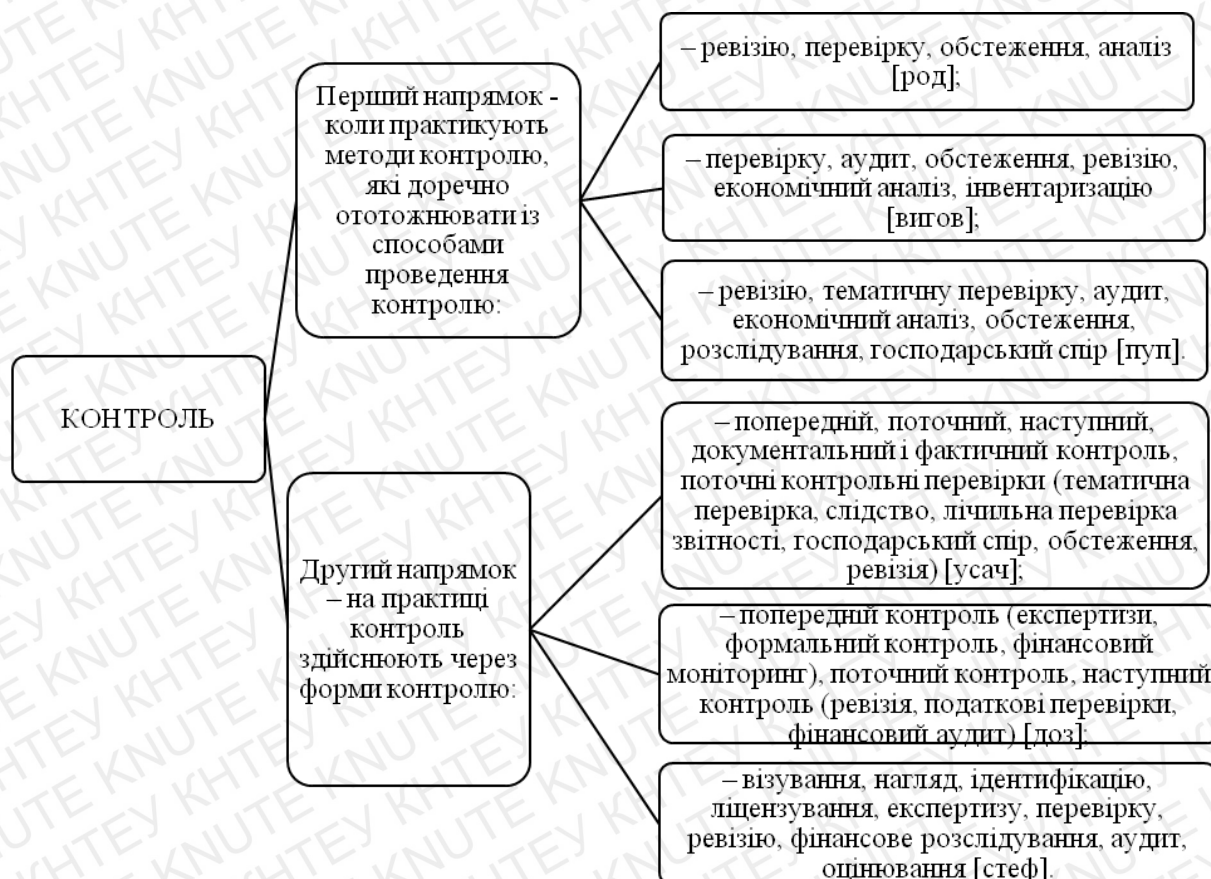 КОНТРОЛЬ
Перший напрямок -
коли практикують
методи контролю,
які доречно
ототожнювати із
способами
проведення
контролю:
– ревізію, перевірку, обстеження, аналіз
[род];
– перевірку, аудит, обстеження, ревізію,
економічний аналіз, інвентаризацію
[вигов];
– ревізію, тематичну перевірку, аудит,
економічний аналіз, обстеження,
розслідування, господарський спір [пуп].
Другий напрямок
– на практиці
контроль
здійснюють через
форми контролю:
– попередній, поточний, наступний,
документальний і фактичний контроль,
поточні контрольні перевірки (тематична
перевірка, слідство, лічильна перевірка
звітності, господарський спір, обстеження,
ревізія) [усач];
– попередній контроль (експертизи,
формальний контроль, фінансовий
моніторинг), поточний контроль, наступний
контроль (ревізія, податкові перевірки,
фінансовий аудит) [доз];
– візування, нагляд, ідентифікацію,
ліцензування, експертизу, перевірку,
ревізію, фінансове розслідування, аудит,
оцінювання [стеф].